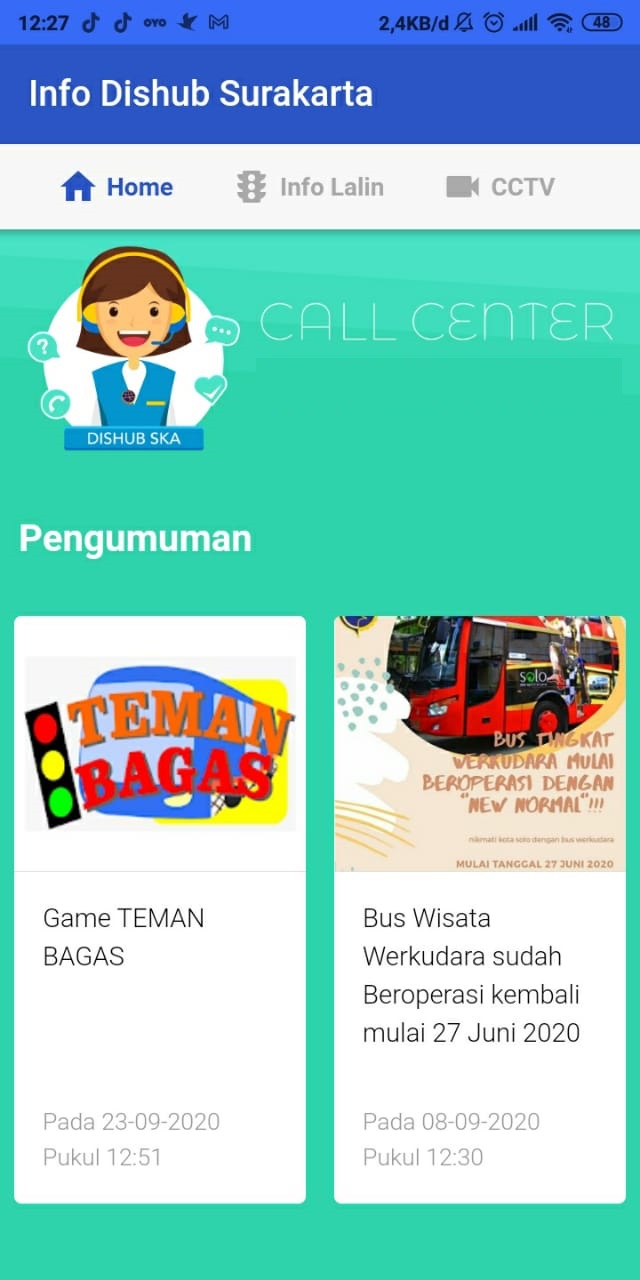 12:27 OVO 2,4KB/d 48
Info Dishub Surakarta
Home Info Lalin CCTV
CALL CENTER
DISHUB SKA
Pengumuman
TEMAN
BAGAS
solo
BUS TINGKAT
WERKUDARA MULAI
BEROPERASI DENGAN
"NEW NORMAL"!!!
nikmati kota solo dengan bus werkudara
MULAI TANGGAL 27 JUNI 2020
Game TEMAN
BAGAS
Pada 23-09-2020
Pukul 12:51
Bus Wisata
Werkudara sudah
Beroperasi kembali
mulai 27 Juni 2020
Pada 08-09-2020
Pukul 12:30